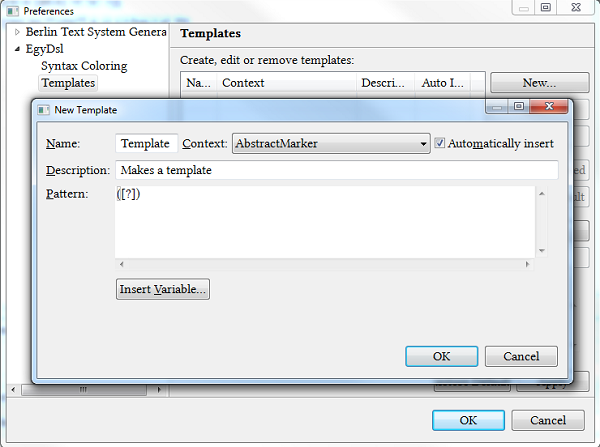 Preferences
Berlin Text System Genera
EgyDsl
Syntax Coloring
Templates
Templates
Create, edit or remove templates:
Na... Context Descri... Auto I...
New...
New Template
Name: Template Context: AbstractMarker Automatically insert
Description: Makes a template
Pattern: ([?])
Insert Variable...
OK Cancel
OK Cancel